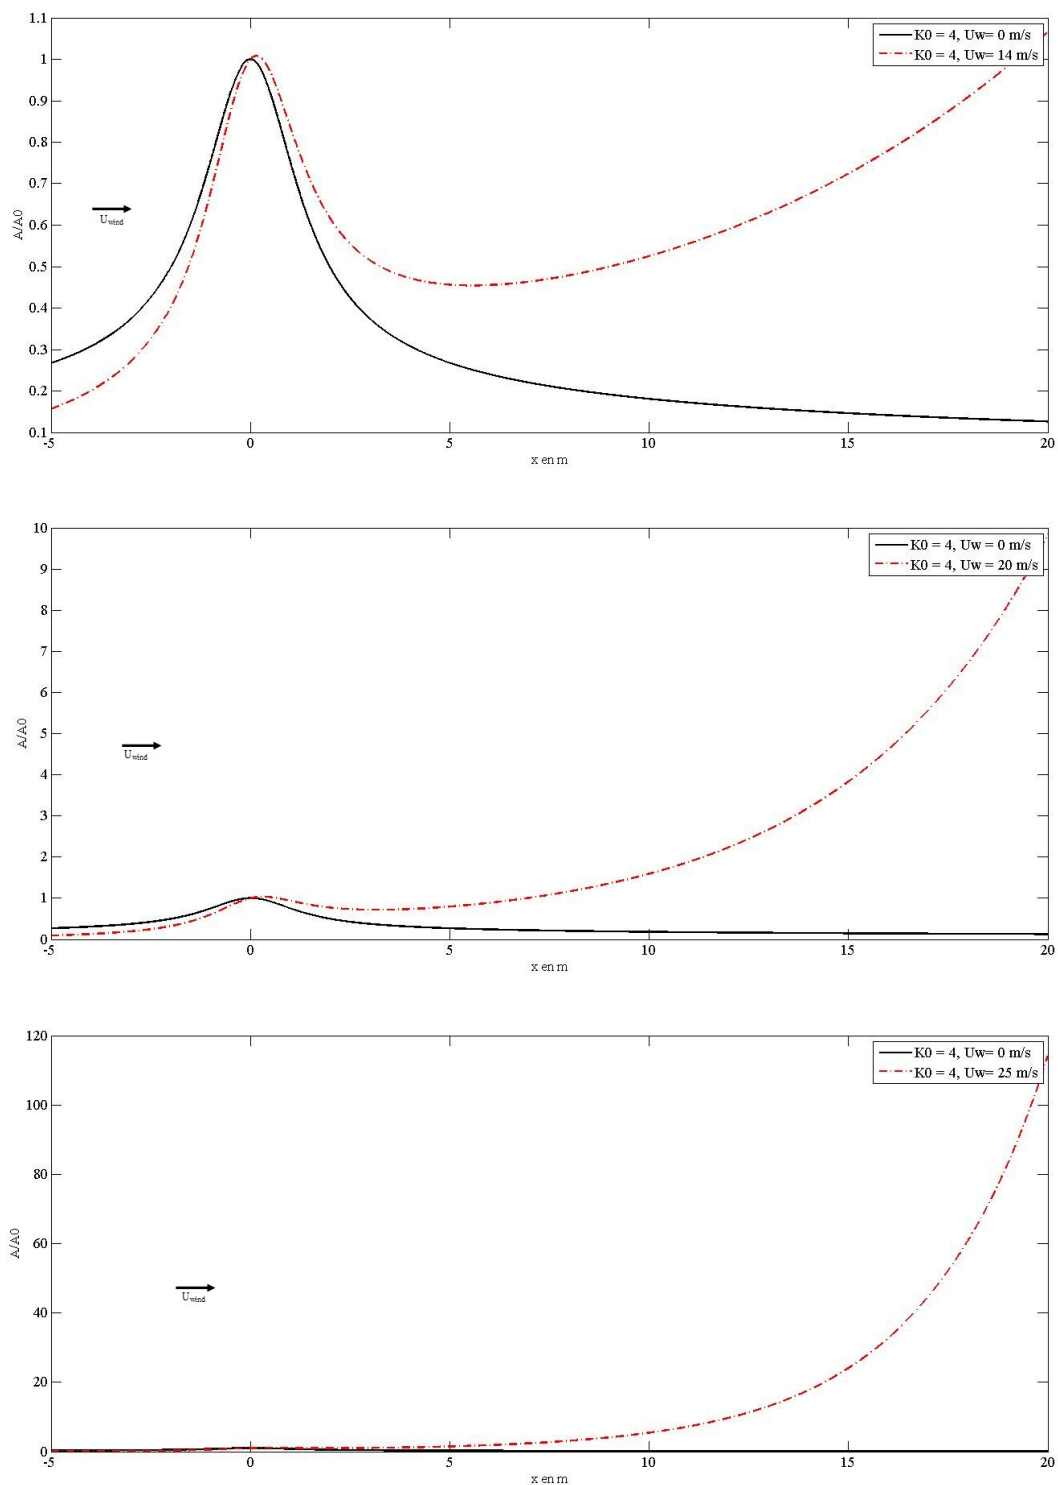 1.1
1
0.9
0.8
0.7
0.6
0.5
0.4
0.3
0.2
0.1
A/A0
K0 = 4, Uw= 0 m/s
K0 = 4, Uw= 14 m/s
Uwind
-5 0 5 10 15 20
x en m
10
9
8
7
6
5
4
3
2
1
0
A/A0
K0 = 4, Uw = 0 m/s
K0 = 4, Uw = 20 m/s
Uwind
-5 0 5 10 15 20
x en m
120
100
80
60
40
20
0
A/A0
K0 = 4, Uw= 0 m/s
K0 = 4, Uw= 25 m/s
Uwind
-5 0 5 10 15 20
x en m